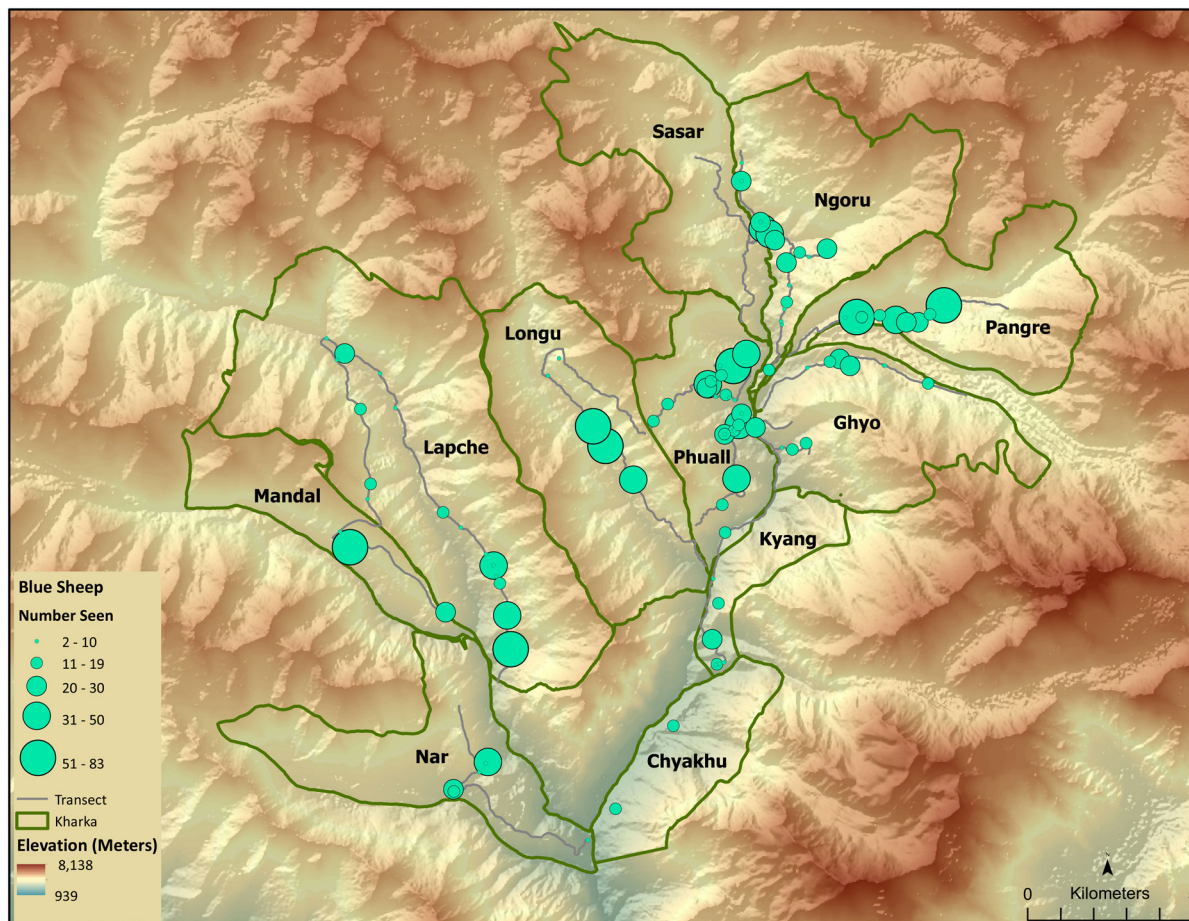 Sasar
Ngoru
Pangre
Longu
Ghyo
Lapche
Phuall
Mandal
Kyang
Nar
Chyakhu
Blue Sheep
Number Seen
2 - 10
11 - 19
20 - 30
31 - 50
51 - 83
Transect
Kharka
Elevation (Meters)
8,138
939
0 Kilometers